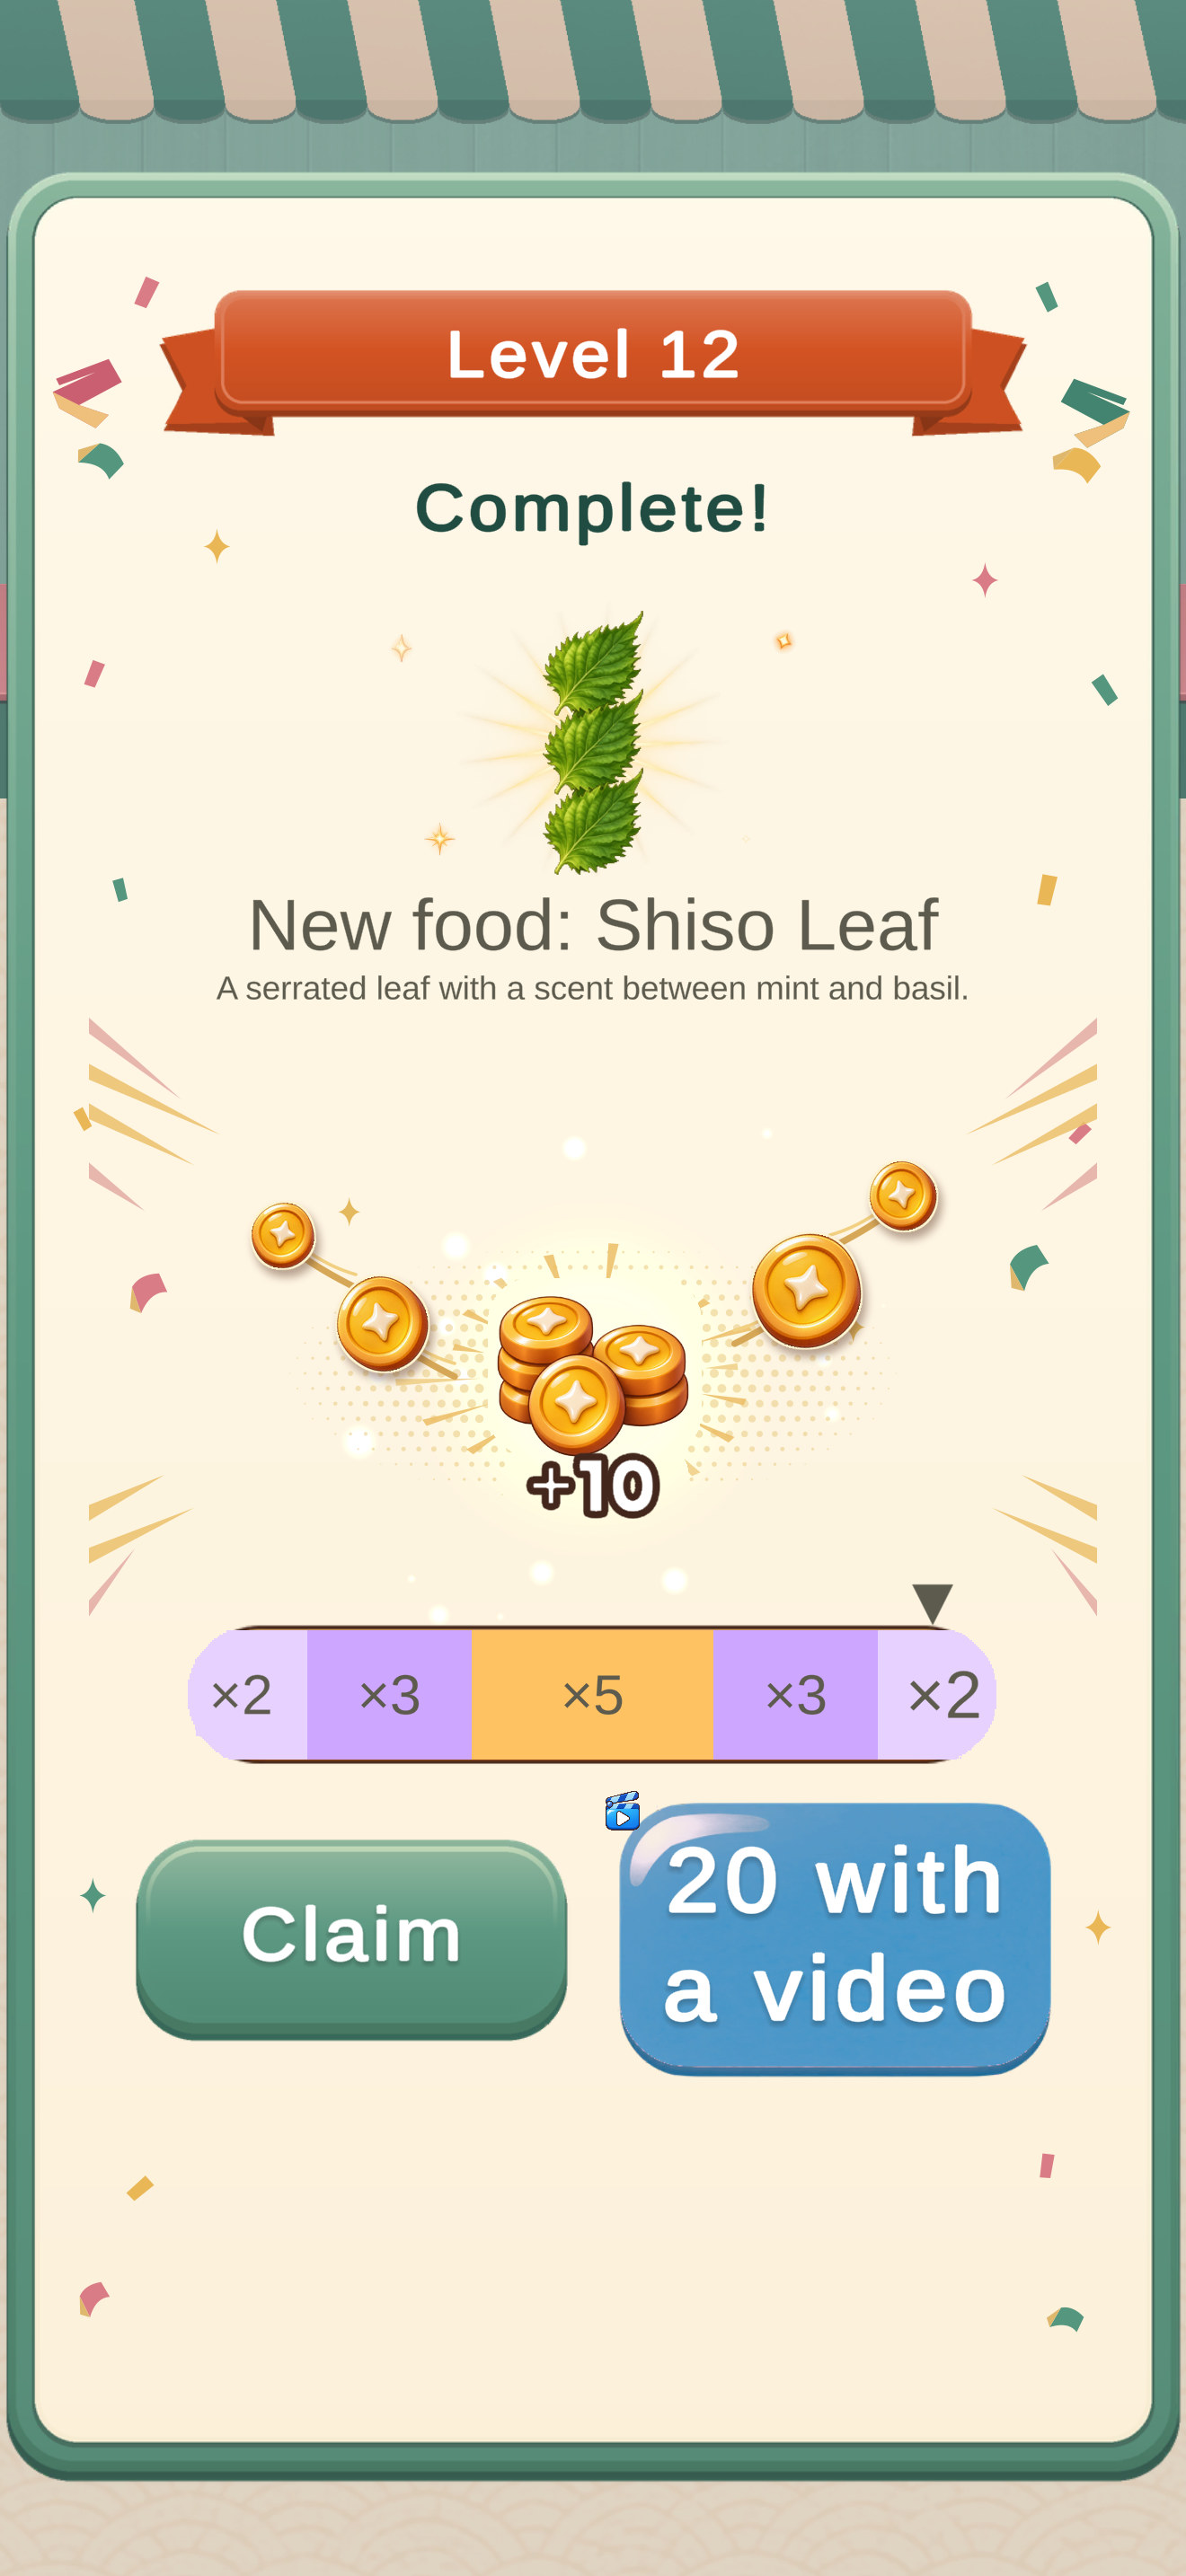 Level 12
Complete!
New food: Shiso Leaf
A serrated leaf with a scent between mint and basil.
+10
×2 ×3 ×5 ×3 ×2
Claim
20 with
a video